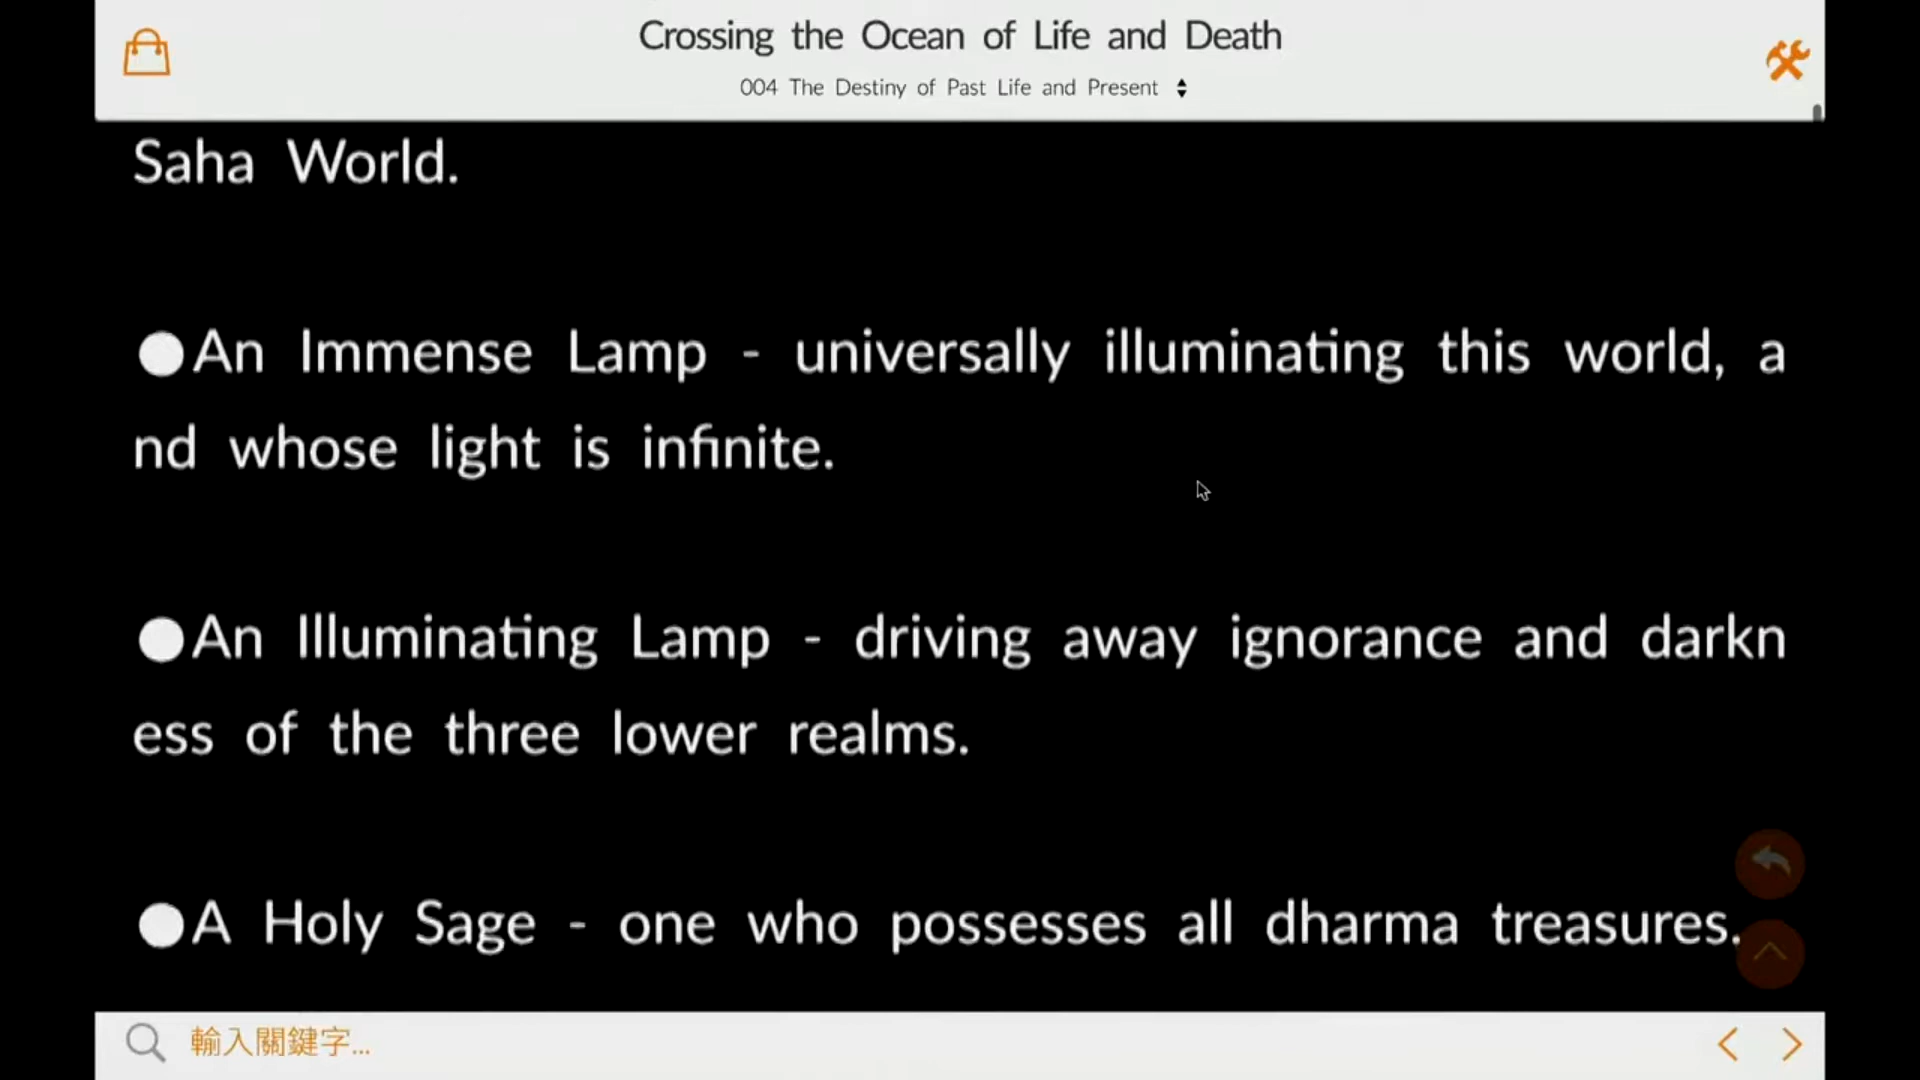 Crossing the Ocean of Life and Death
004 The Destiny of Past Life and Present
Saha World.
●An Immense Lamp - universally illuminating this world, a
nd whose light is infinite.
●An Illuminating Lamp - driving away ignorance and darkn
ess of the three lower realms.
●A Holy Sage - one who possesses all dharma treasures.
輸入關鍵字...